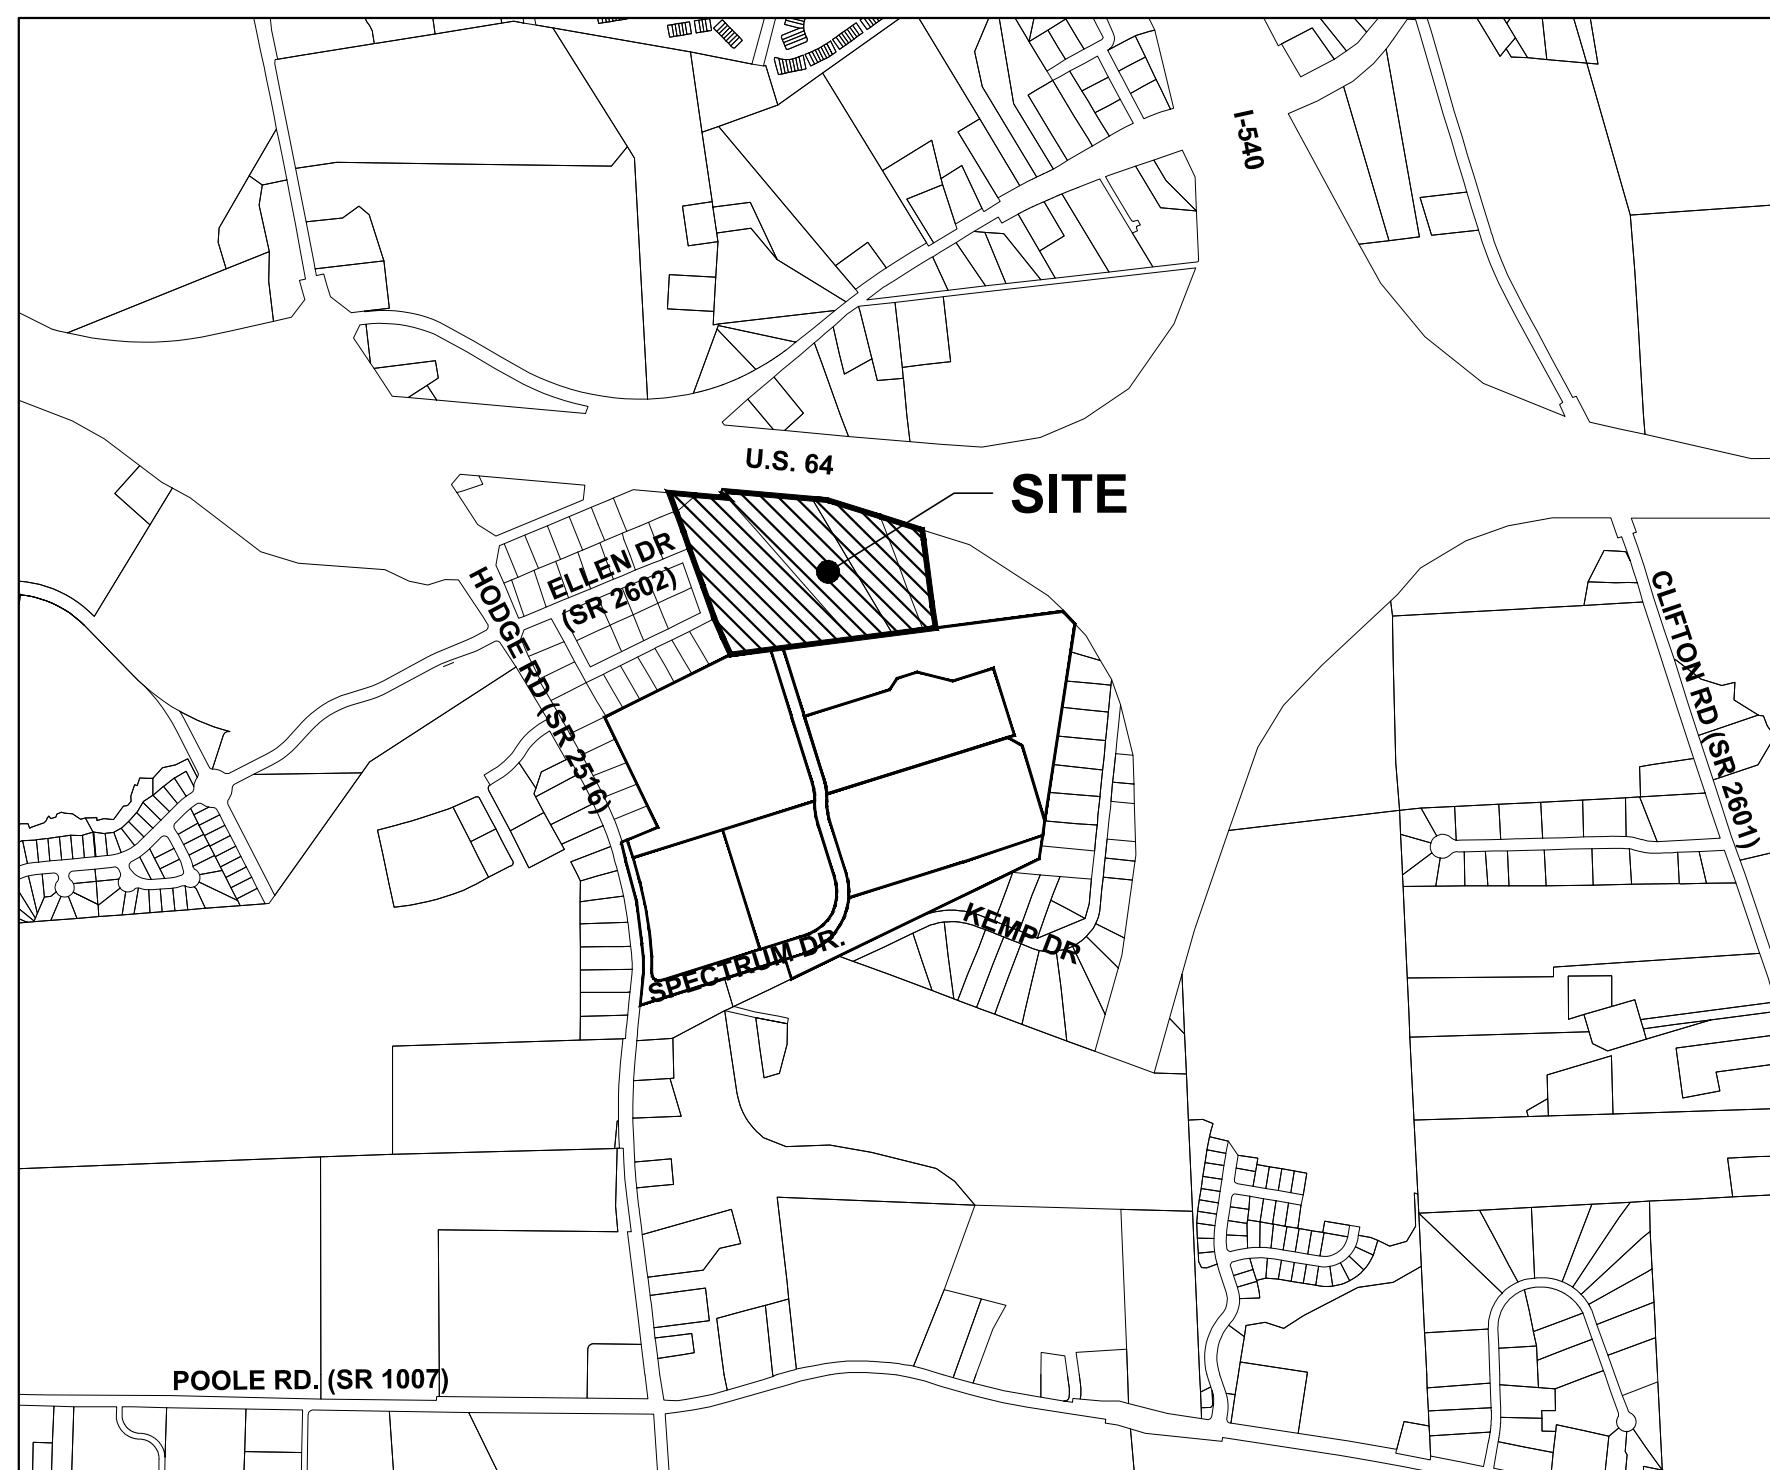 I-540
U.S. 64
SITE
ELLEN DR
(SR 2602)
HODGE RD (SR 2516)
CLIFTON RD (SR 2601)
KEMP DR
SPECTRUM DR.
POOLE RD. (SR 1007)